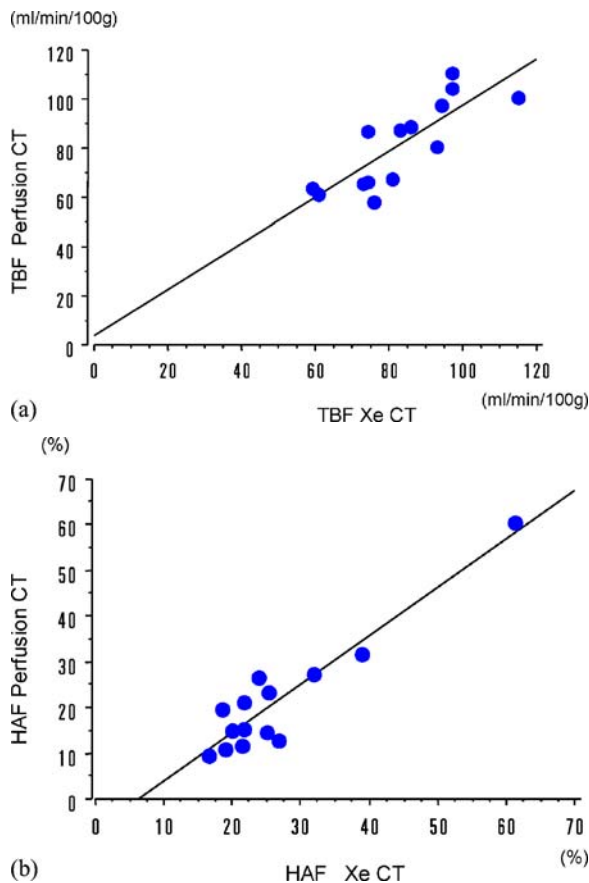 (ml/min/100g)
120
100
80
60
40
20
0
TBF Perfusion CT
0 20 40 60 80 100 120
(a)
TBF Xe CT
(ml/min/100g)
(%)
70
60
50
40
30
20
10
0
HAF Perfusion CT
0 10 20 30 40 50 60 70
(b)
HAF Xe CT
(%)